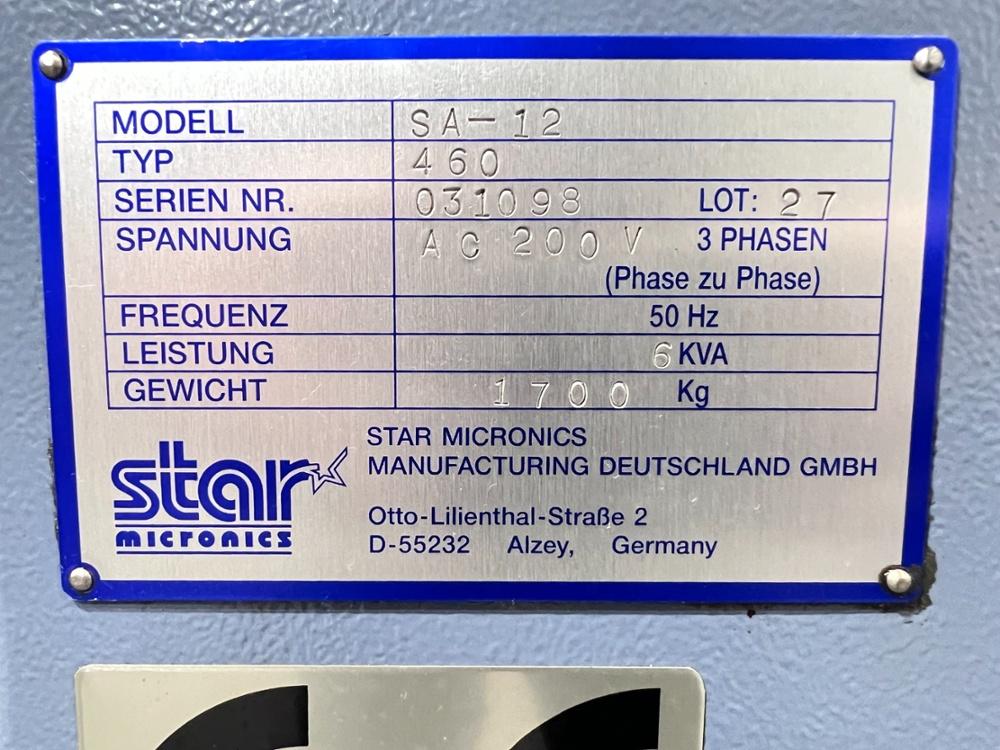 MODELL SA-12
TYP 460
SERIEN NR. 031098 LOT: 27
SPANNUNG AC 200 V 3 PHASEN
(Phase zu Phase)
FREQUENZ 50 Hz
LEISTUNG 6 KVA
GEWICHT 1700 Kg
star
micronics
STAR MICRONICS
MANUFACTURING DEUTSCHLAND GMBH
Otto-Lilienthal-Straße 2
D-55232 Alzey, Germany
CE